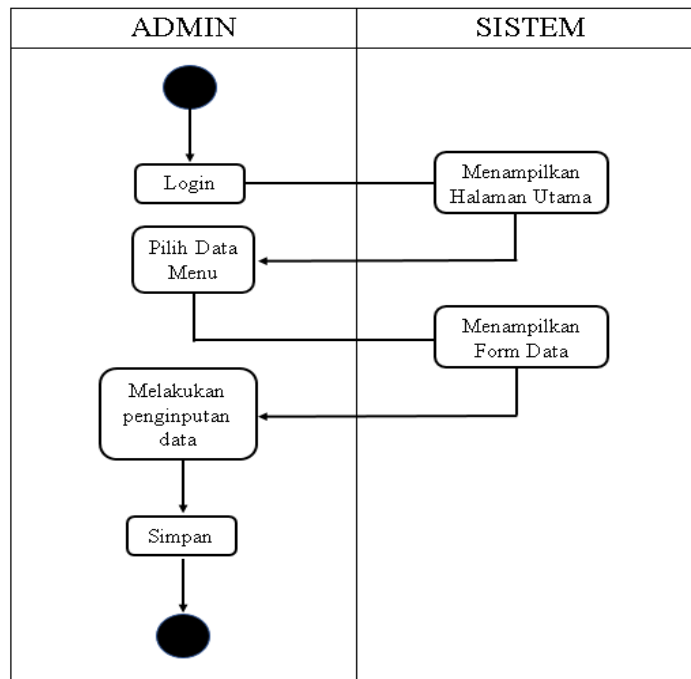 ADMIN
SISTEM
Login
Menampilkan
Halaman Utama
Pilih Data
Menu
Menampilkan
Form Data
Melakukan
penginputan
data
Simpan